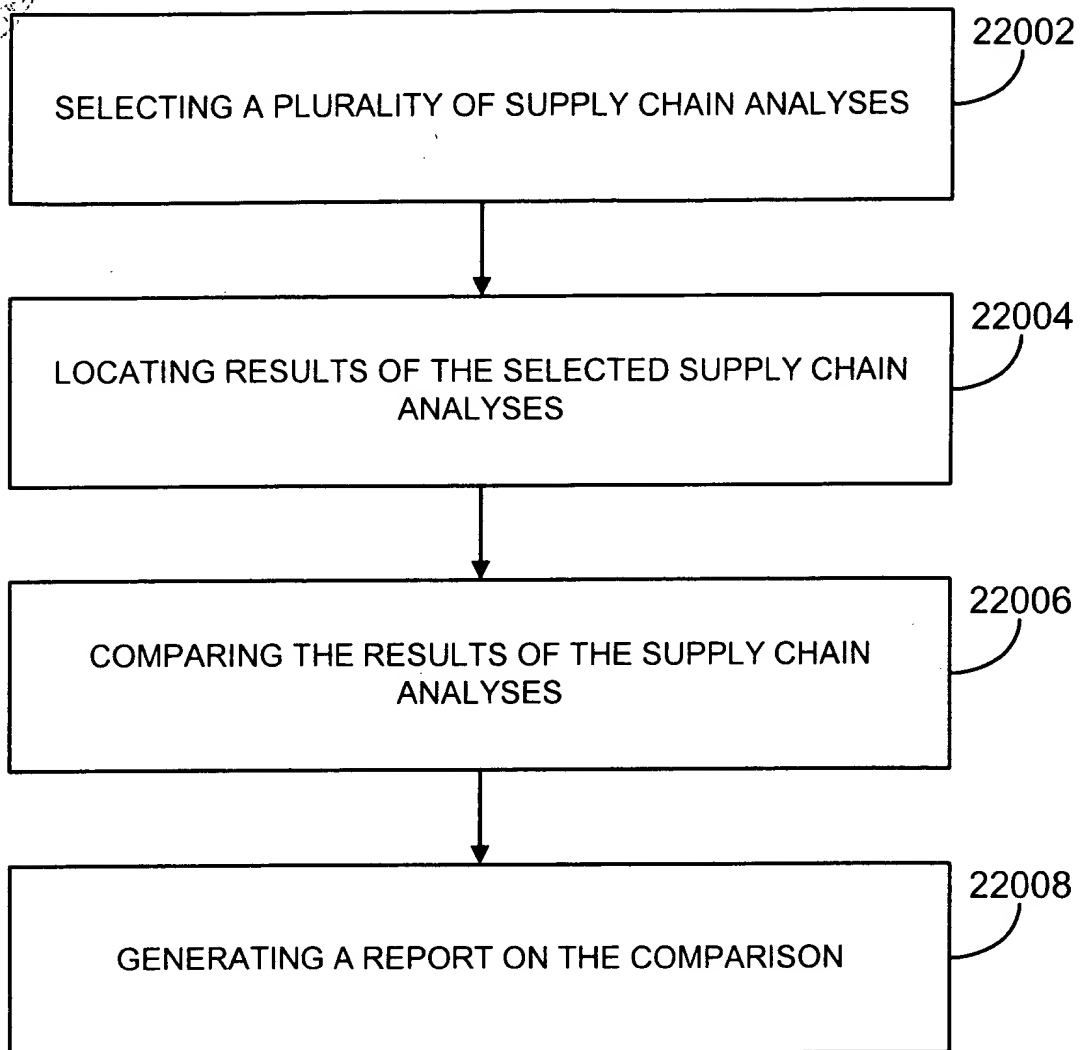 22002
SELECTING A PLURALITY OF SUPPLY CHAIN ANALYSES
22004
LOCATING RESULTS OF THE SELECTED SUPPLY CHAIN
ANALYSES
22006
COMPARING THE RESULTS OF THE SUPPLY CHAIN
ANALYSES
22008
GENERATING A REPORT ON THE COMPARISON